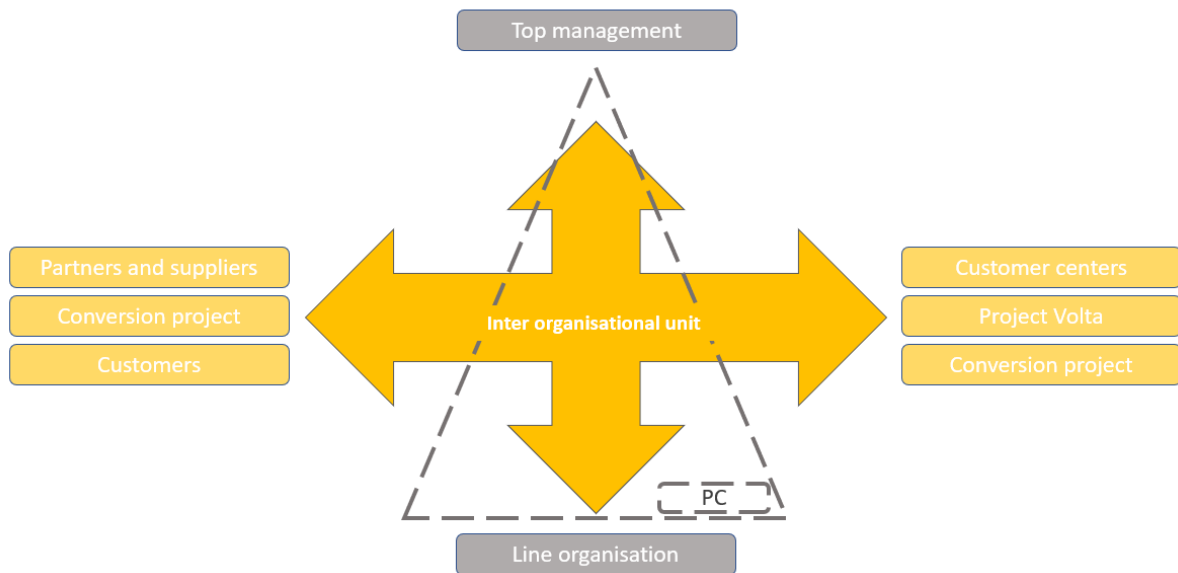 Top management
Partners and suppliers
Conversion project
Customers
Inter organisational unit
Customer centers
Project Volta
Conversion project
PC
Line organisation